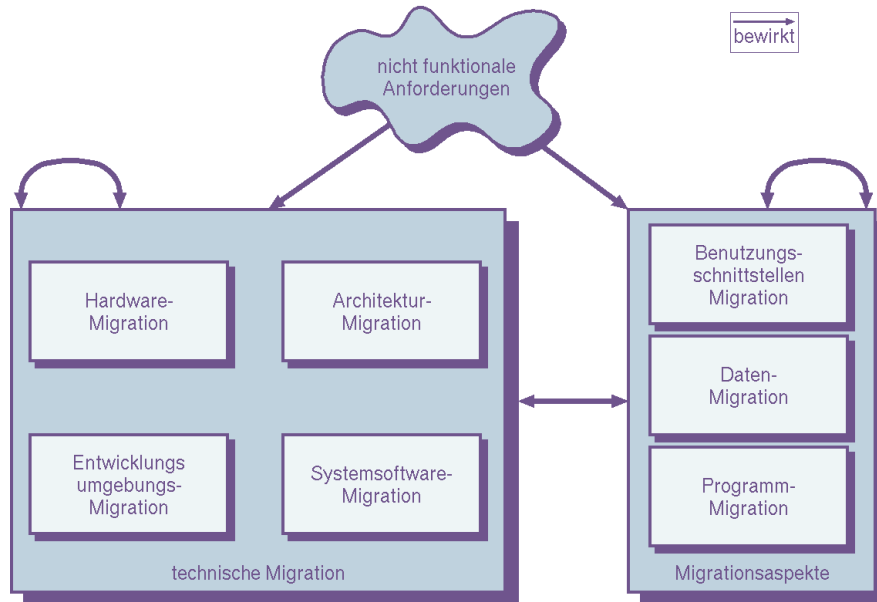 bewirkt
nicht funktionale
Anforderungen
Hardware-
Migration
Architektur-
Migration
Entwicklungs
umgebungs-
Migration
Systemsoftware-
Migration
technische Migration
Benutzungs-
schnittstellen
Migration
Daten-
Migration
Programm-
Migration
Migrationsaspekte